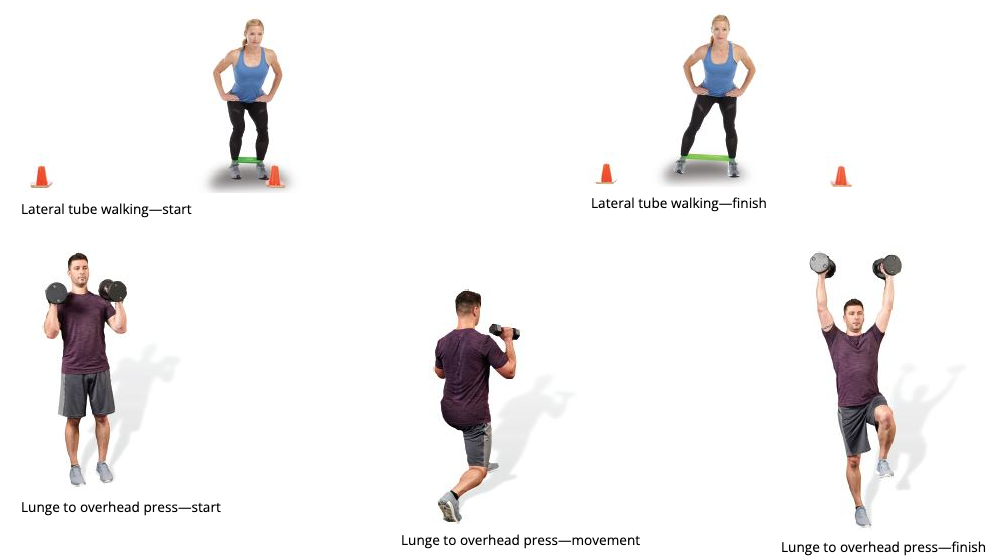 Lateral tube walking—start
Lateral tube walking—finish
Lunge to overhead press—start
Lunge to overhead press—movement
Lunge to overhead press—finish